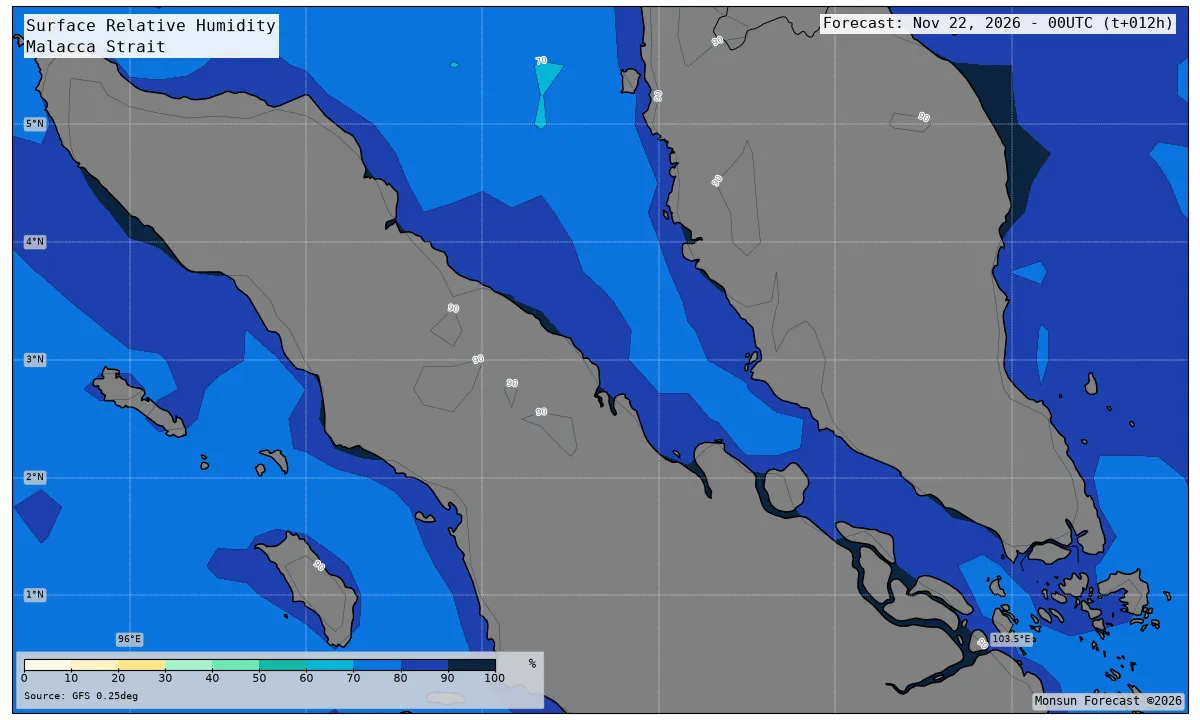 Surface Relative Humidity
Malacca Strait
Forecast: Nov 22, 2026 - 00UTC (t+012h)
90
70
90
90
5°N
90
4°N
90
90
3°N
90
90
2°N
90
1°N
96°E
103.5°E
90
%
0 10 20 30 40 50 60 70 80 90 100
Source: GFS 0.25deg
Monsun Forecast ©2026